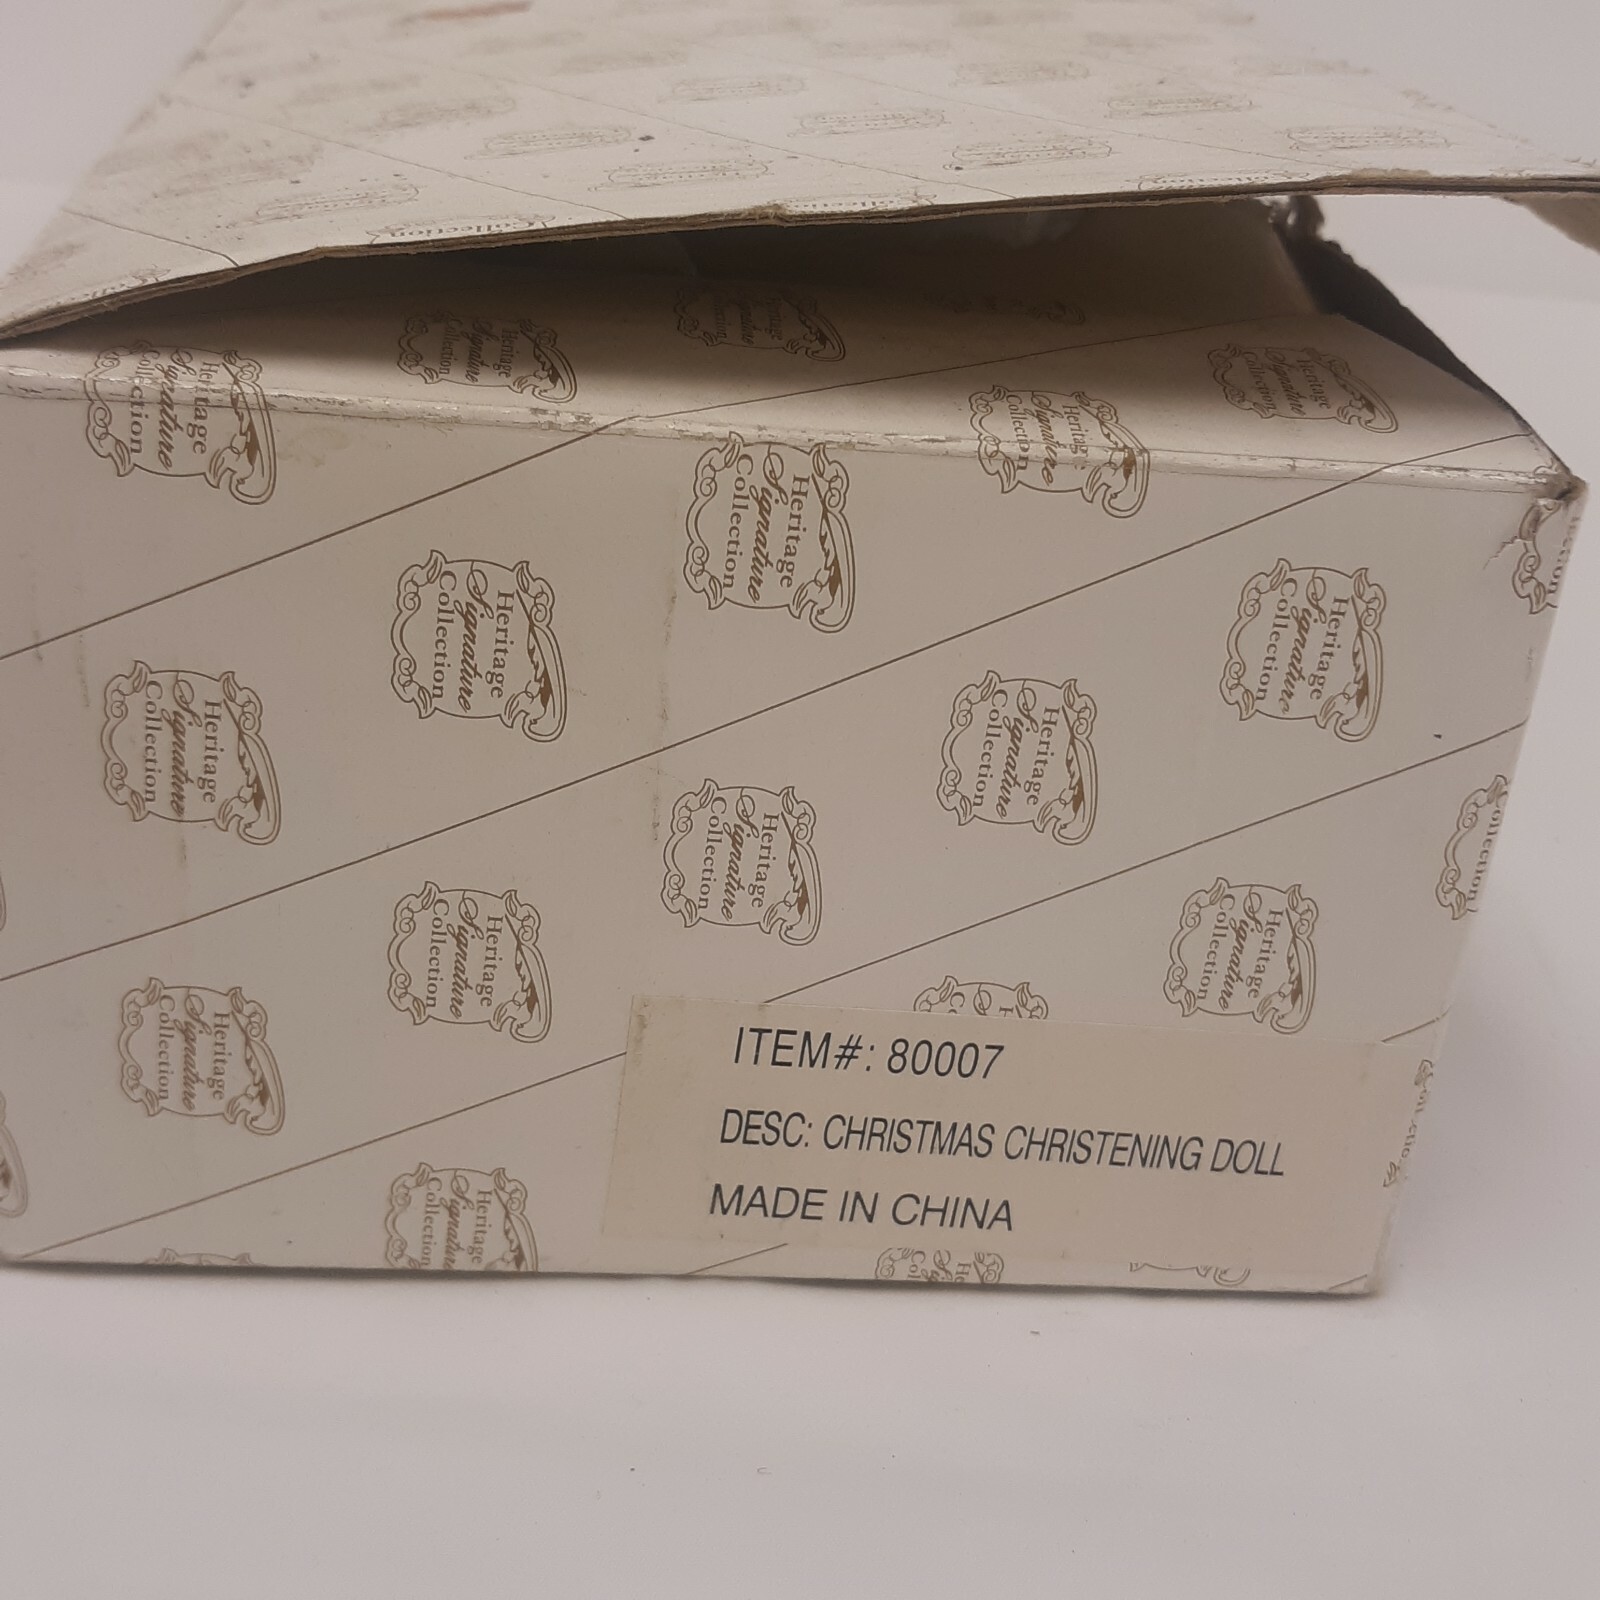 Heritage
Signature
Collection
ITEM#: 80007
DESC: CHRISTMAS CHRISTENING DOLL
MADE IN CHINA